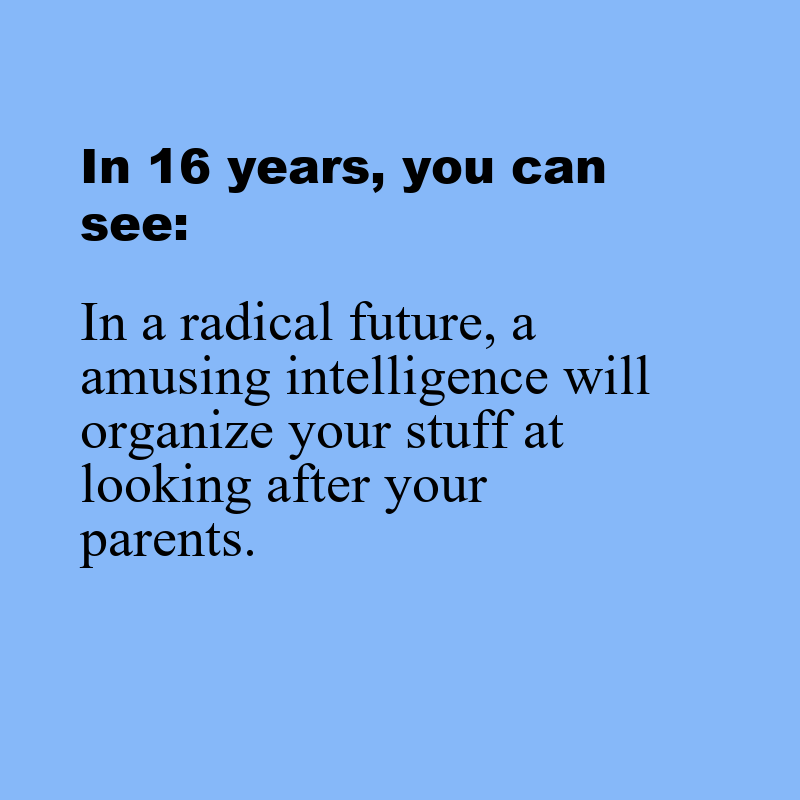 In 16 years, you can
see:
In a radical future, a
amusing intelligence will
organize your stuff at
looking after your
parents.